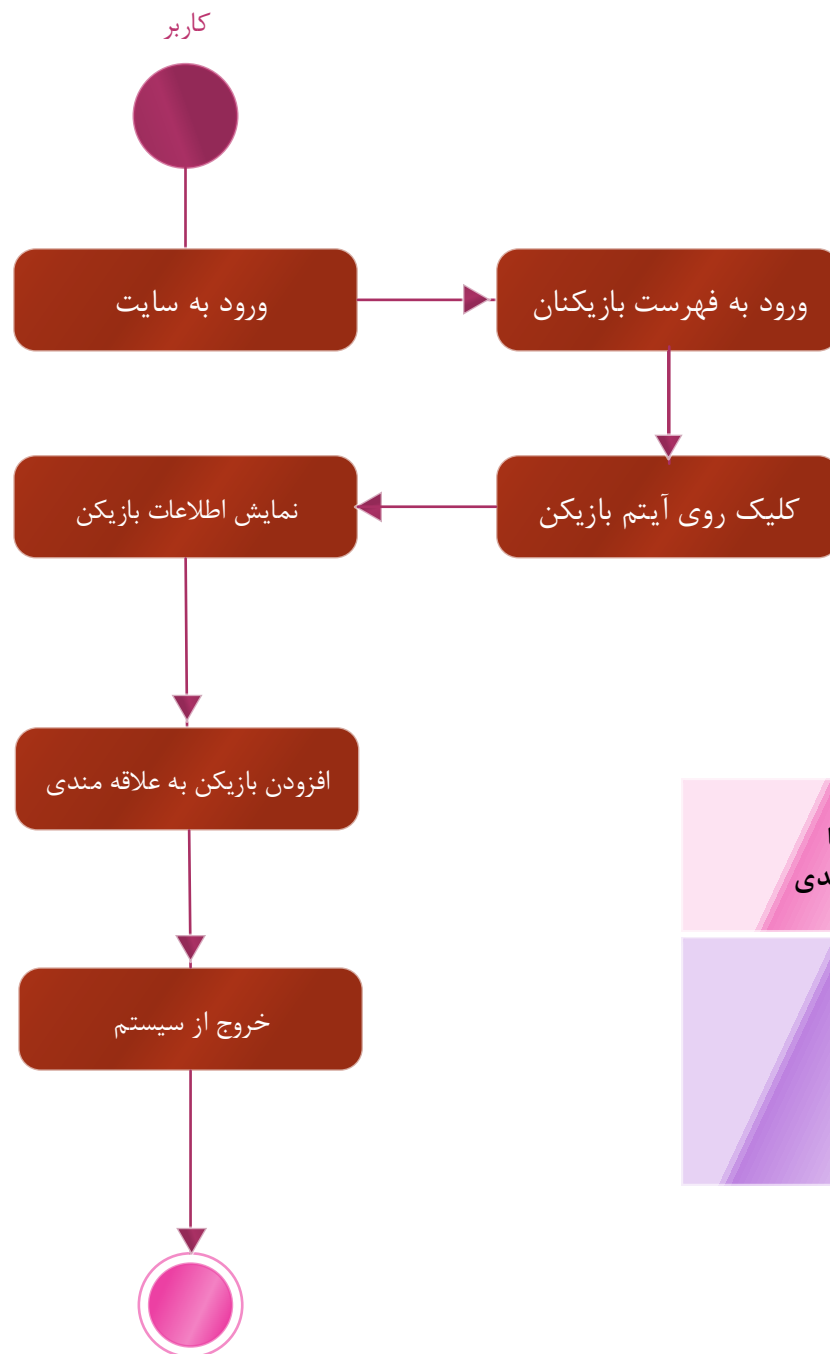 کاربر
ورود به سایت
ورود به فهرست بازیکنان
کلیک روی آیتم بازیکن
نمایش اطلاعات بازیکن
افزودن بازیکن به علاقه مندی
خروج از سیستم